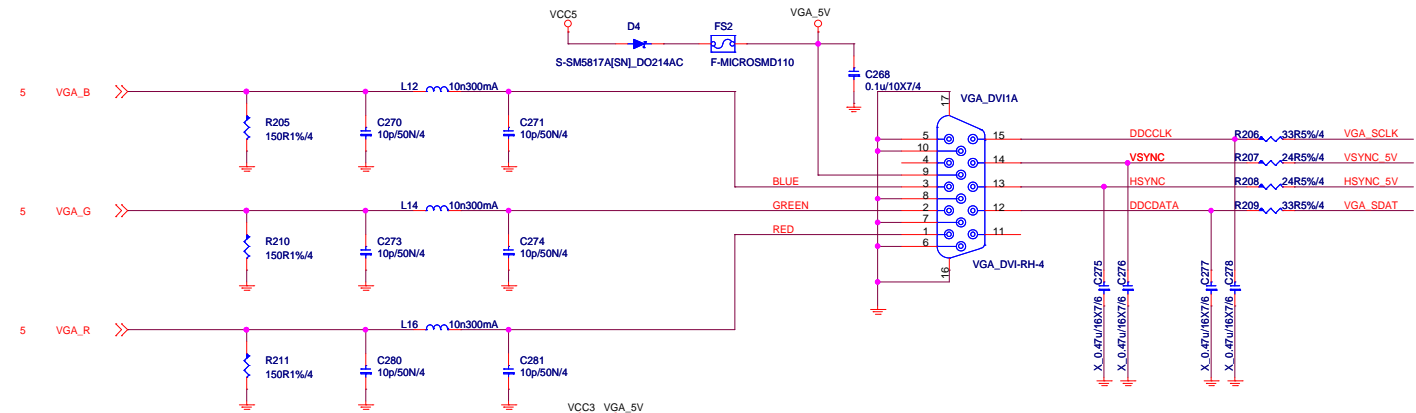 VCC5
VGA_5V
D4
FS2
S-SM5817A[SN]_DO214AC
F-MICROSMD110
C268
0.1u/10X7/4
5 VGA_B
L12 10n300mA
R205
150R1%/4
C270
10p/50N/4
C271
10p/50N/4
BLUE
5 VGA_G
L14 10n300mA
GREEN
R210
150R1%/4
C273
10p/50N/4
C274
10p/50N/4
RED
5 VGA_R
L16 10n300mA
R211
150R1%/4
C280
10p/50N/4
C281
10p/50N/4
VCC3 VGA_5V
VGA_DVI1A
17
5
10
4
9
3
8
2
7
1
6
16
15
14
13
12
11
VGA_DVI-RH-4
DDCCLK R206 33R5%/4 VGA_SCLK
VSYNC R207 24R5%/4 VSYNC_5V
HSYNC R208 24R5%/4 HSYNC_5V
DDCDATA R209 33R5%/4 VGA_SDAT
X_0.47u/16X7/6 C275
X_0.47u/16X7/6 C276
X_0.47u/16X7/6 C277
X_0.47u/16X7/6 C278